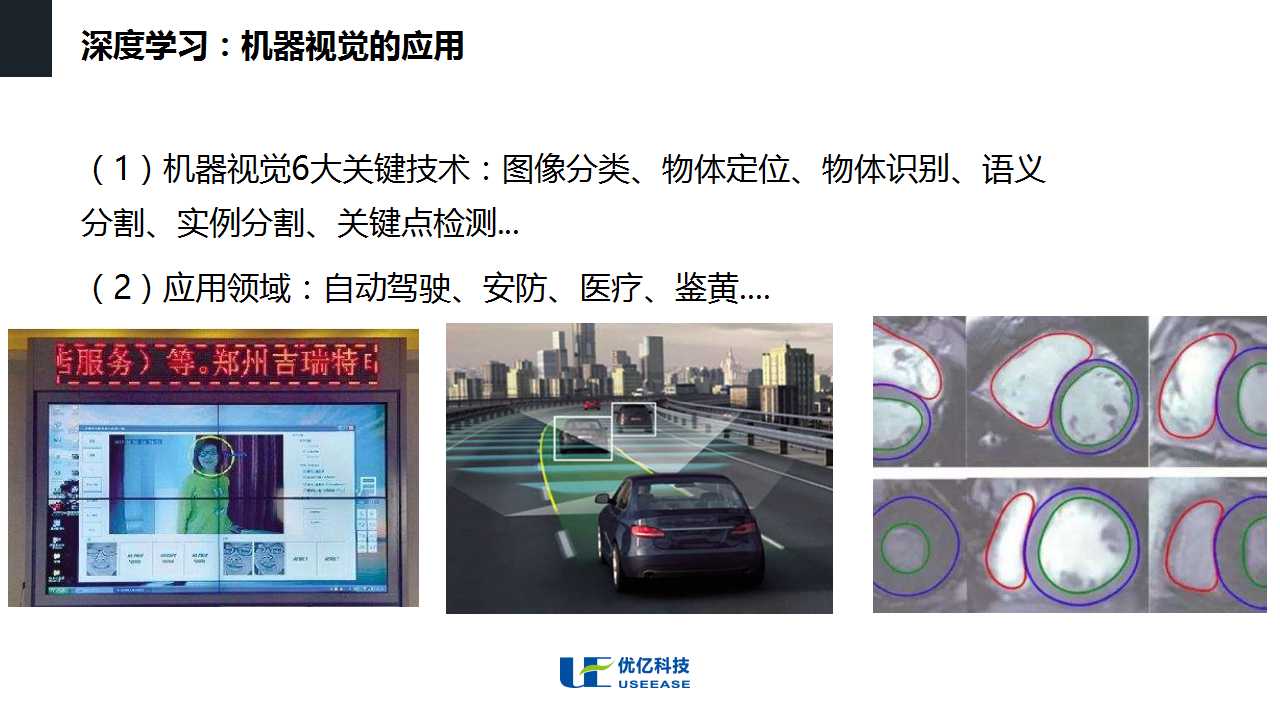 深度学习：机器视觉的应用
（1）机器视觉6大关键技术：图像分类、物体定位、物体识别、语义
分割、实例分割、关键点检测...
（2）应用领域：自动驾驶、安防、医疗、鉴黄....
服务）等。郑州吉瑞特
优亿科技
USEEASE